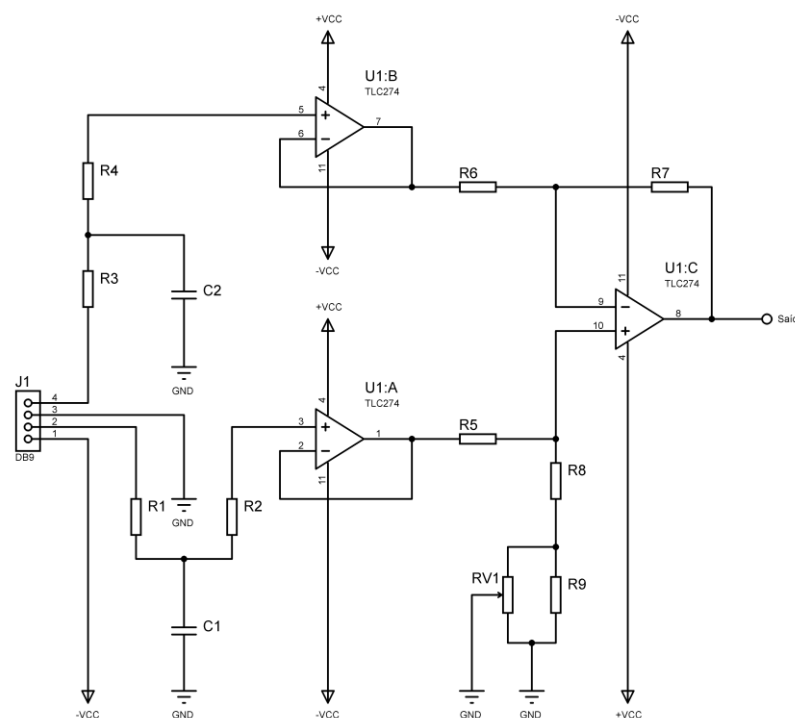 +VCC
-VCC
4
U1:B
TLC274
5
7
6
11
R4
R6
R7
-VCC
R3
C2
GND
+VCC
11
U1:C
TLC274
9
8
10
4
J1
4
3
2
1
DB9
4
U1:A
TLC274
3
1
2
11
R5
R8
R1
GND
R2
RV1
R9
C1
-VCC
GND
-VCC
GND
GND
+VCC